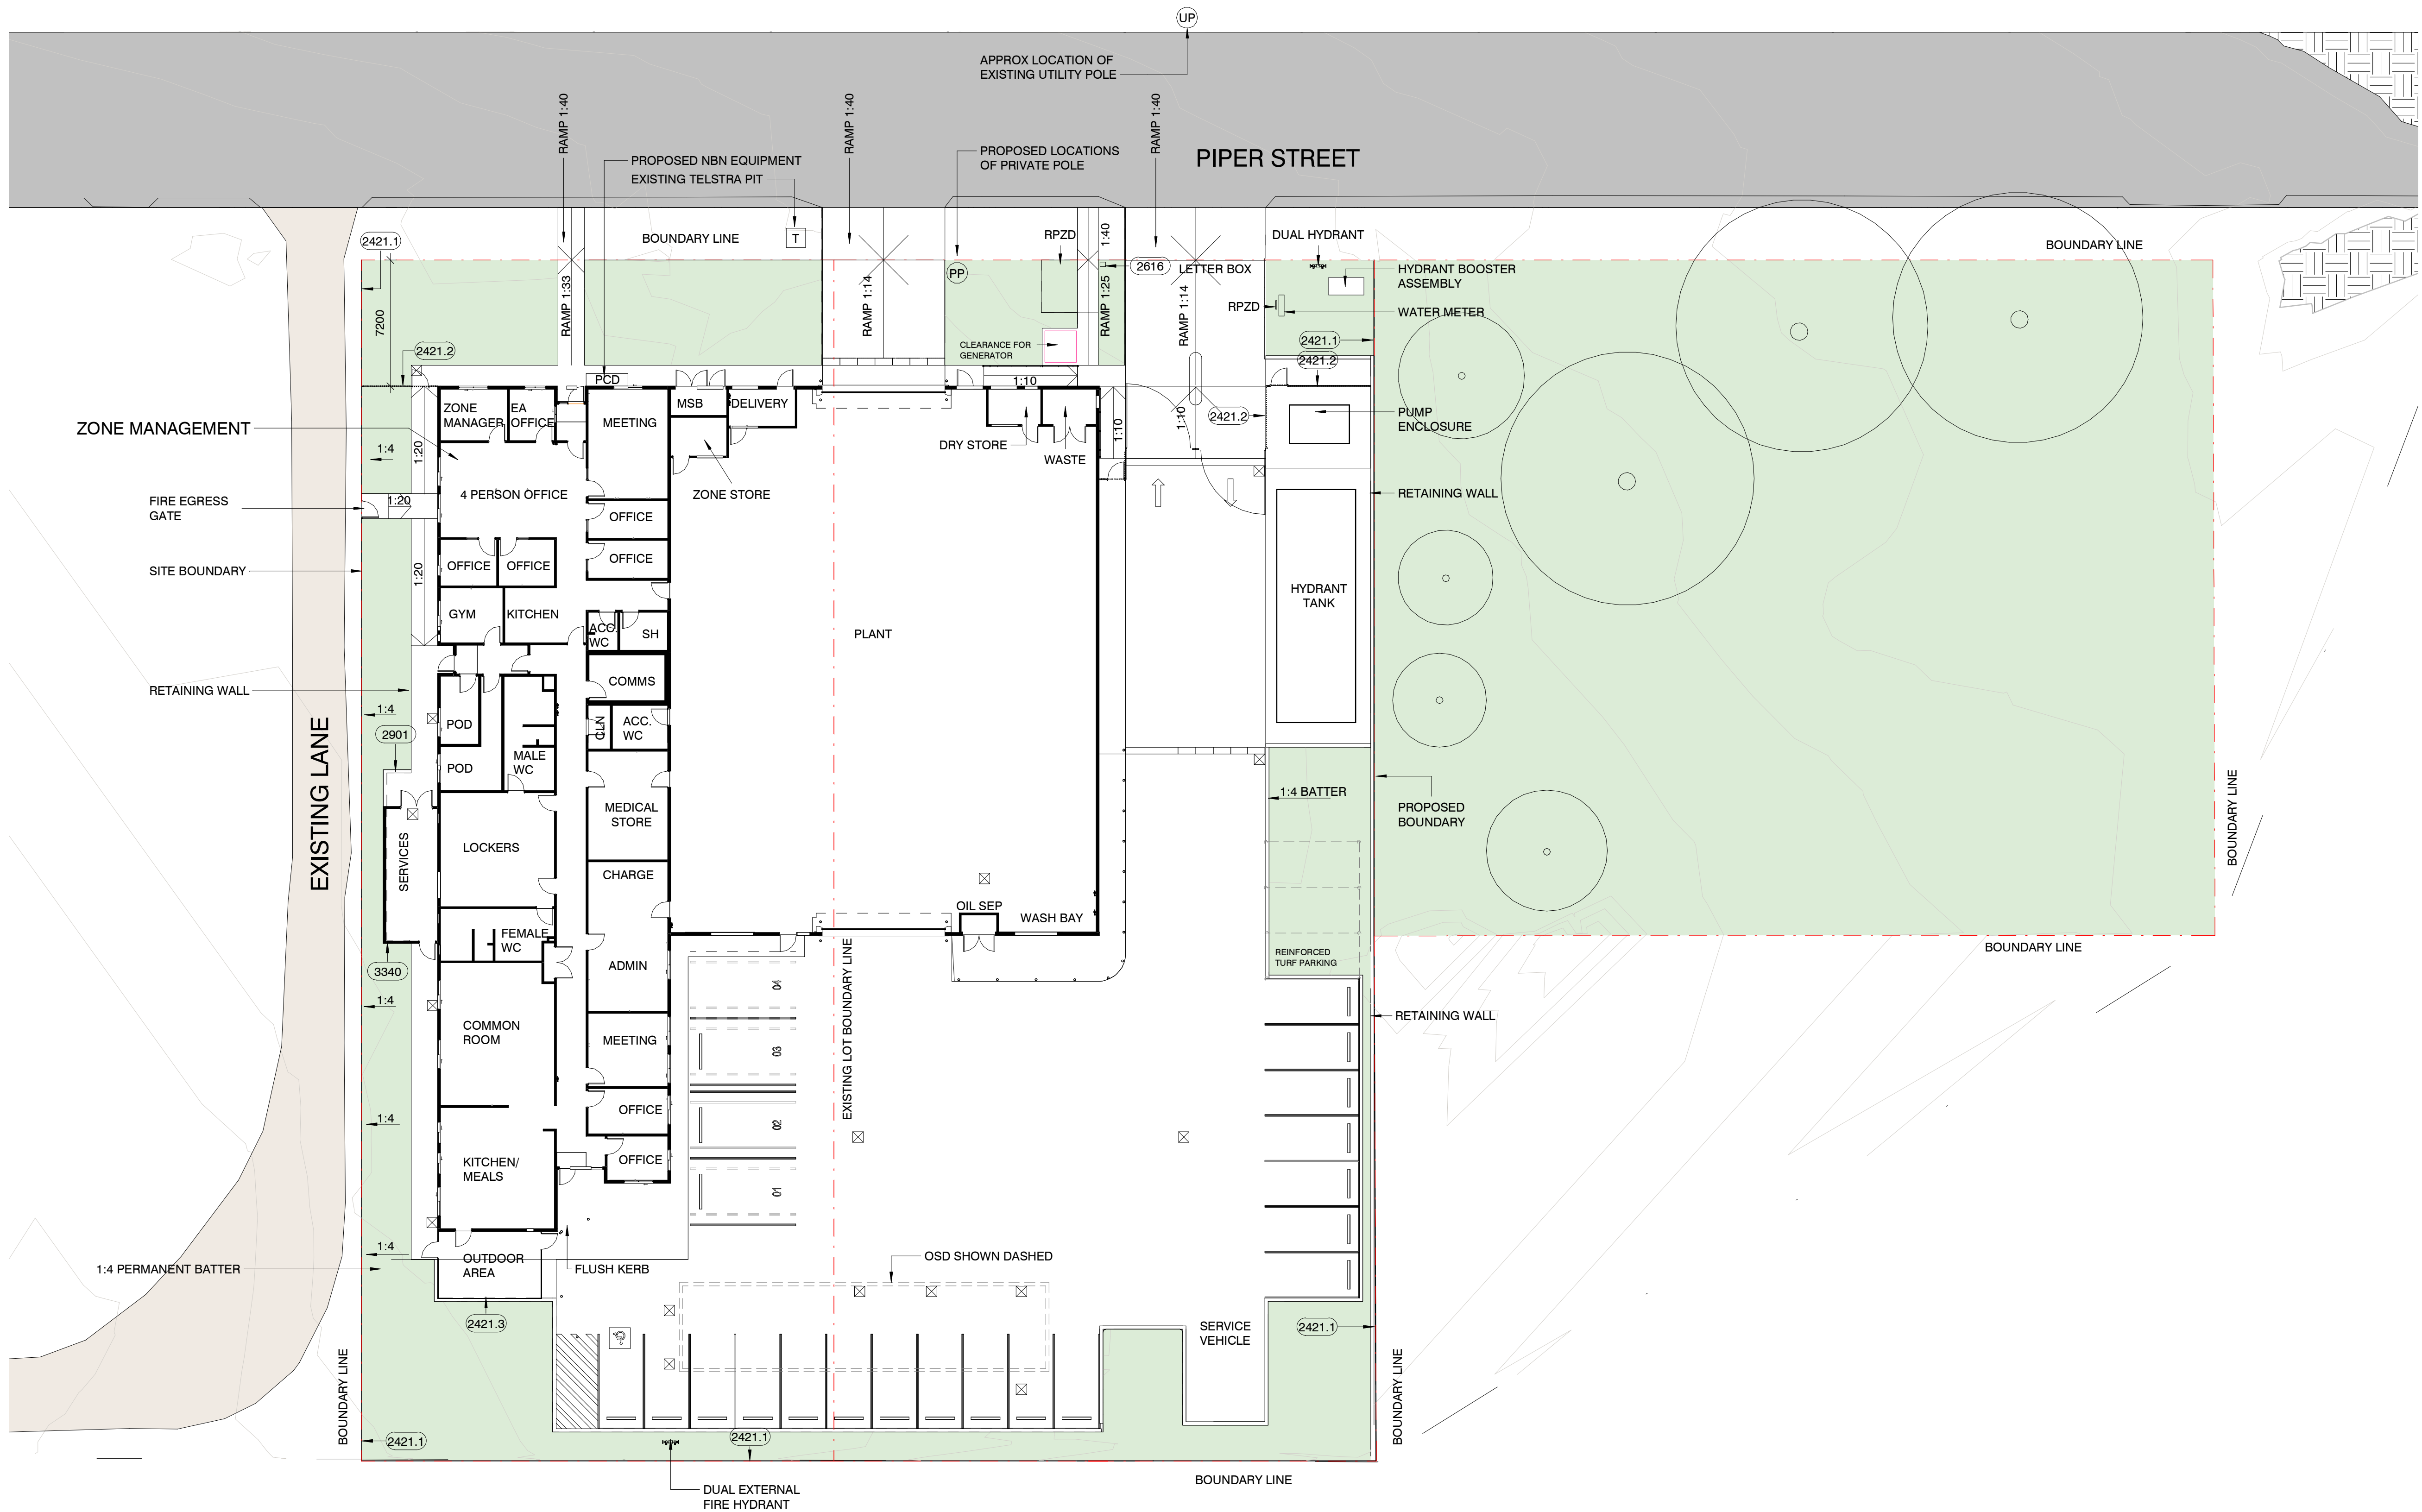 UP
APPROX LOCATION OF
EXISTING UTILITY POLE
RAMP 1:40
RAMP 1:40
RAMP 1:40
PROPOSED NBN EQUIPMENT
EXISTING TELSTRA PIT
PROPOSED LOCATIONS
OF PRIVATE POLE
PIPER STREET
2421.1
BOUNDARY LINE
T
RPZD
1:40
2616
LETTER BOX
DUAL HYDRANT
BOUNDARY LINE
PP
HYDRANT BOOSTER
ASSEMBLY
7200
RAMP 1:33
RAMP 1:14
RAMP 1:25
RAMP 1:14
RPZD
WATER METER
2421.2
CLEARANCE FOR
GENERATOR
2421.1
2421.2
PCD
1:10
ZONE
MANAGER
EA
OFFICE
MEETING
MSB
DELIVERY
2421.2
PUMP
ENCLOSURE
ZONE MANAGEMENT
1:4
1:20
DRY STORE
WASTE
1:10
1:10
4 PERSON OFFICE
ZONE STORE
RETAINING WALL
FIRE EGRESS
GATE
1:20
OFFICE
SITE BOUNDARY
1:20
OFFICE
OFFICE
OFFICE
HYDRANT
TANK
GYM
KITCHEN
ACC.
WC
SH
PLANT
RETAINING WALL
COMMS
1:4
2901
POD
CLN
ACC.
WC
EXISTING LANE
POD
MALE
WC
1:4 BATTER
PROPOSED
BOUNDARY
BOUNDARY LINE
MEDICAL
STORE
SERVICES
LOCKERS
CHARGE
OIL SEP
WASH BAY
FEMALE
WC
BOUNDARY LINE
REINFORCED
TURF PARKING
3340
ADMIN
04
EXISTING LOT BOUNDARY LINE
1:4
COMMON
ROOM
MEETING
03
RETAINING WALL
1:4
OFFICE
02
KITCHEN/
MEALS
OFFICE
01
1:4
OUTDOOR
AREA
FLUSH KERB
OSD SHOWN DASHED
1:4 PERMANENT BATTER
2421.3
SERVICE
VEHICLE
2421.1
BOUNDARY LINE
BOUNDARY LINE
2421.1
2421.1
BOUNDARY LINE
DUAL EXTERNAL
FIRE HYDRANT